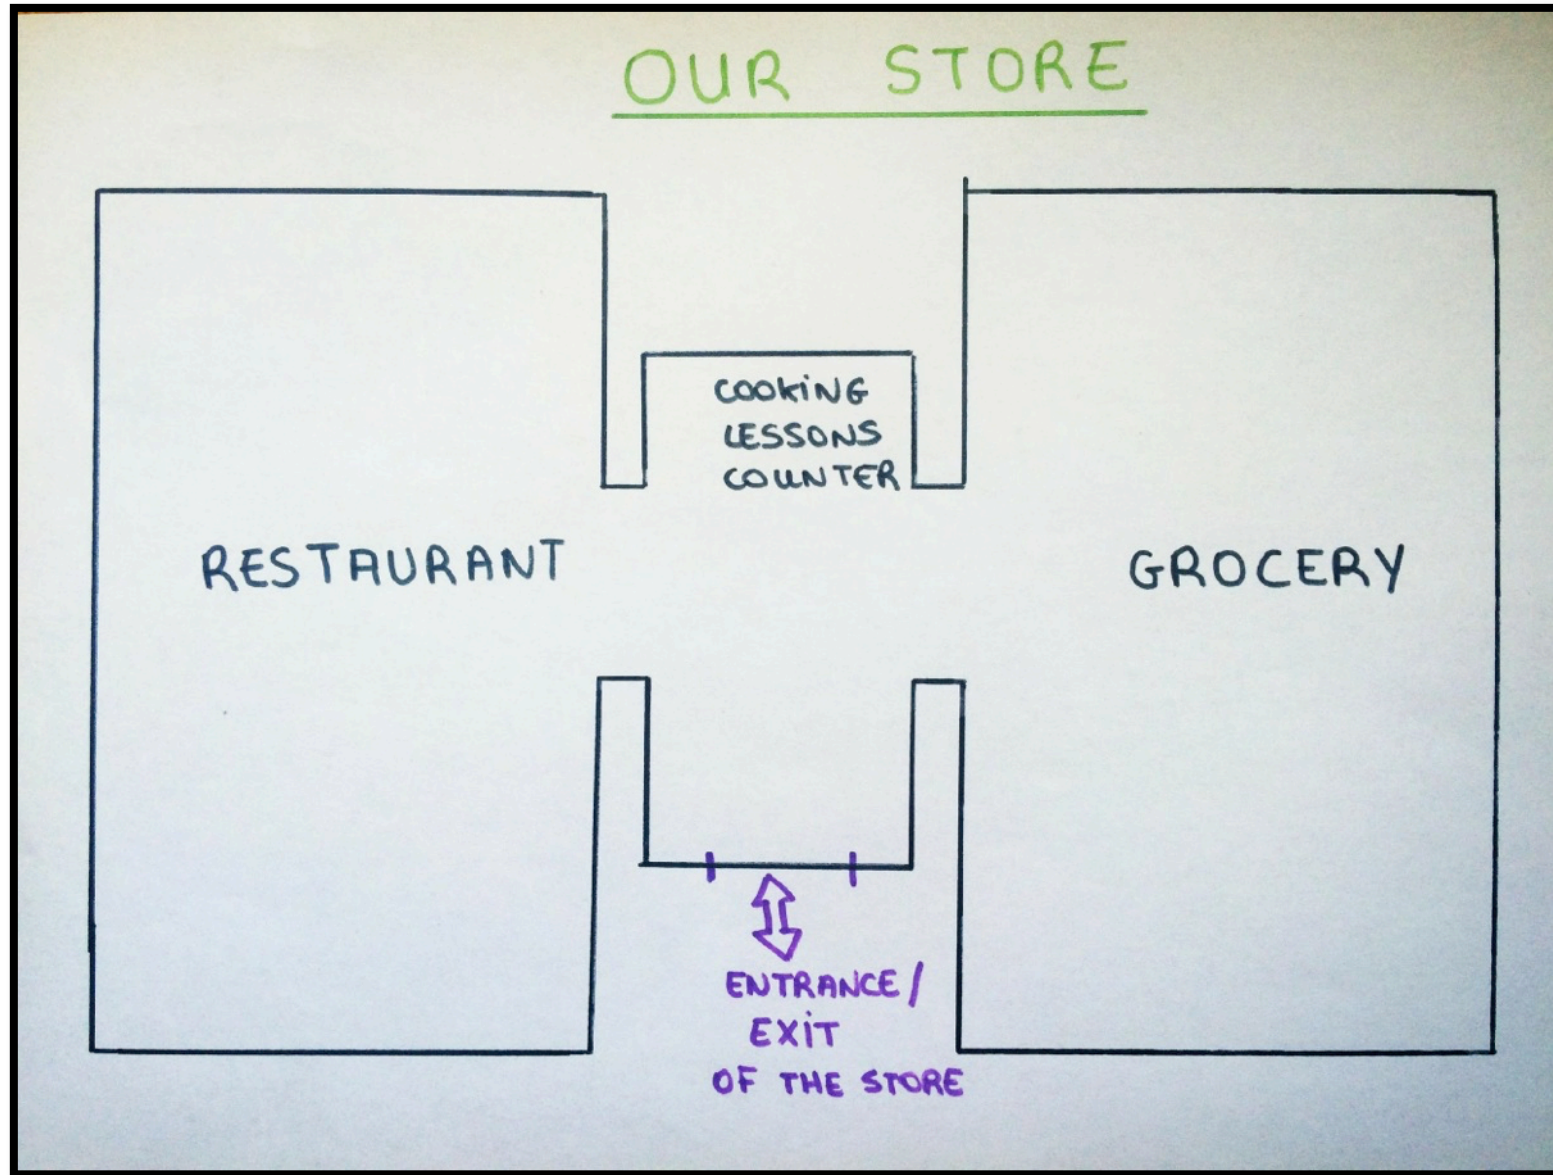 OUR STORE
COOKING
LESSONS
COUNTER
RESTAURANT
GROCERY
ENTRANCE/
EXIT
OF THE STORE